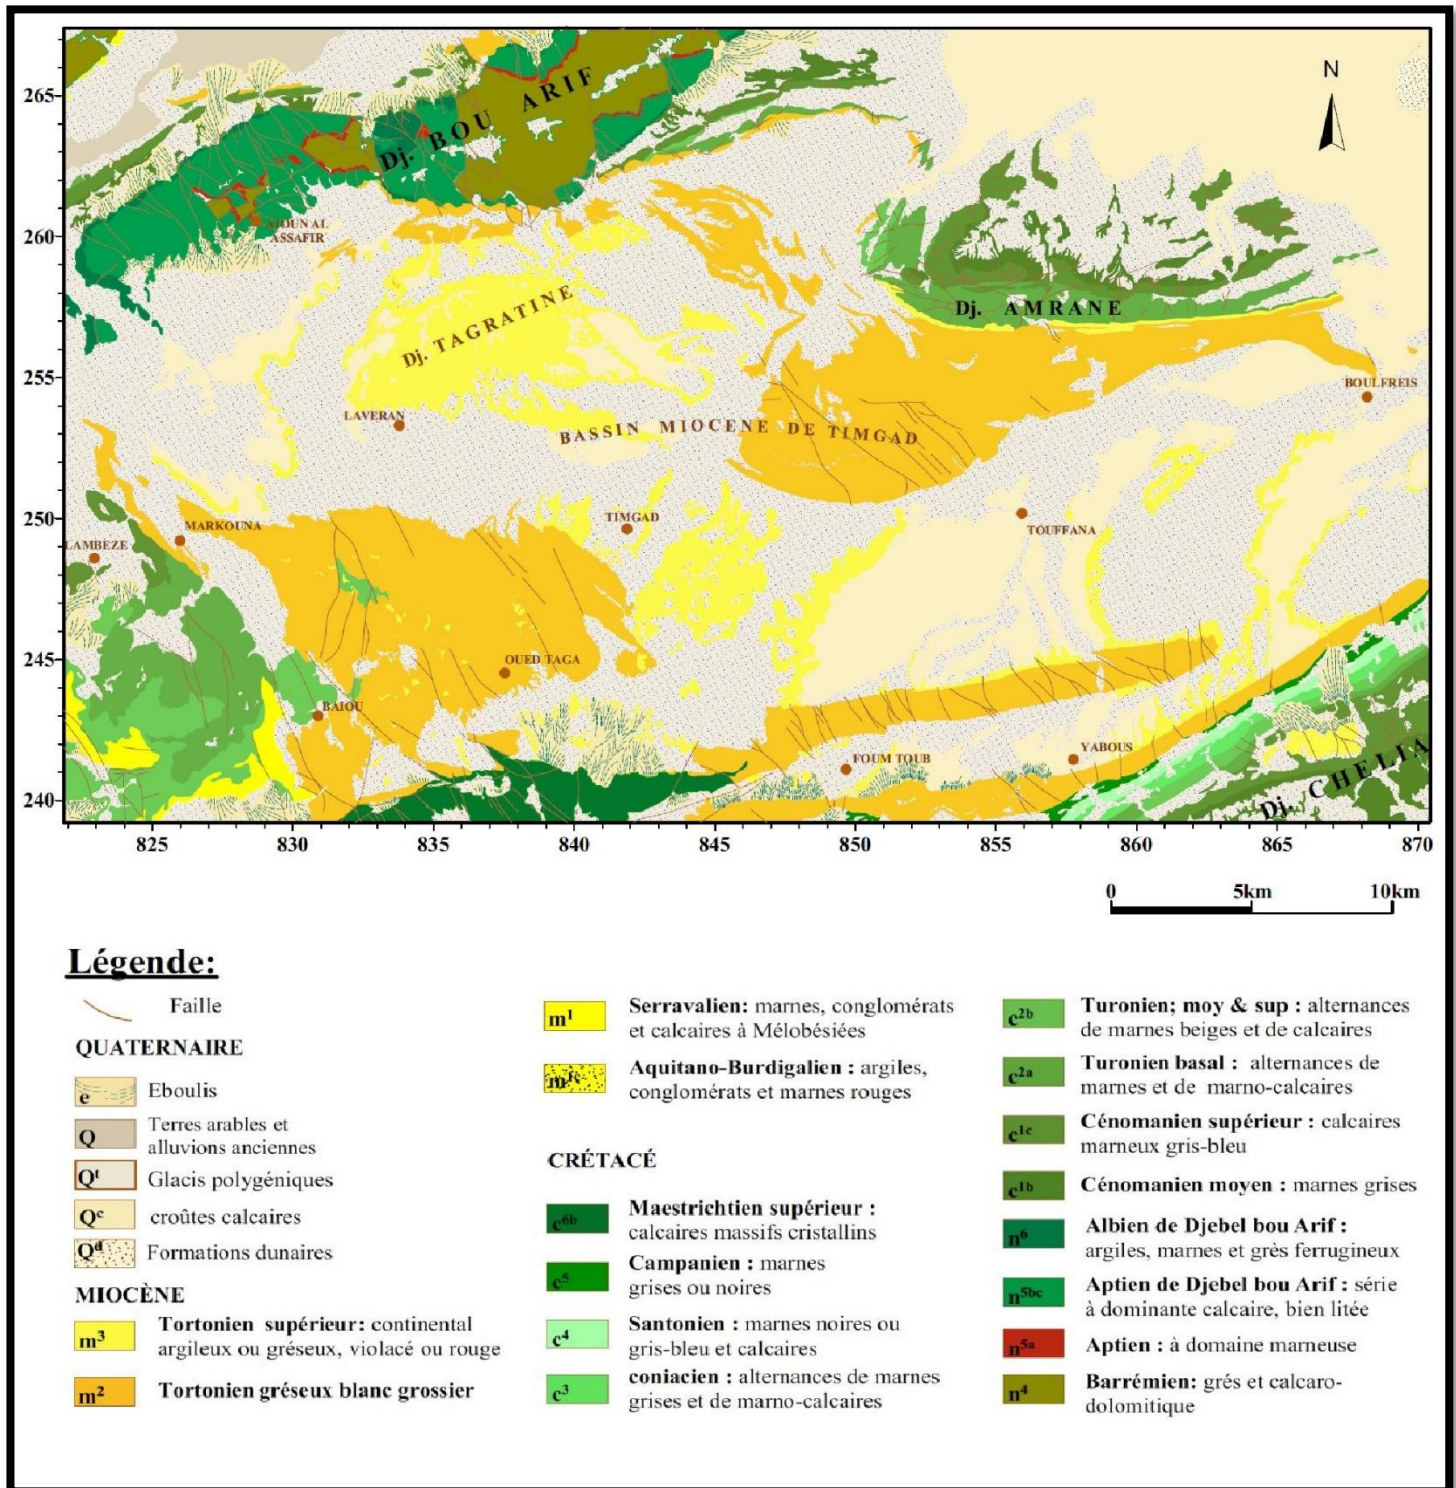 265
260
255
250
245
240
N
Dj. BOU ARIF
AIOUN AL
ASSAFIR
Dj. TAGRATINE
Dj. AMRANE
LAVERAN
BOULFREIS
BASSIN MIOCENE DE TIMGAD
MARKOUNA
TIMGAD
TOUFFANA
LAMBEZE
OUED TAGA
BAIOU
FOUM TOUB
YABOUS
Dj. CHELIA
825
830
835
840
845
850
855
860
865
870
0
5km
10km
Légende:
Faille
QUATERNAIRE
e
Eboulis
Q
Terres arables et
alluvions anciennes
Qt
Glacis polygéniques
Qc
croûtes calcaires
Qd
Formations dunaires
MIOCÈNE
m3
Tortonien supérieur: continental
argileux ou gréseux, violacé ou rouge
m2
Tortonien gréseux blanc grossier
m1
Serravalien: marnes, conglomérats
et calcaires à Mélobésiées
Aquitano-Burdigalien : argiles,
conglomérats et marnes rouges
CRÉTACÉ
c6b
Maestrichtien supérieur :
calcaires massifs cristallins
c5
Campanien : marnes
grises ou noires
c4
Santonien : marnes noires ou
gris-bleu et calcaires
c3
coniacien : alternances de marnes
grises et de marno-calcaires
c2b
Turonien; moy & sup : alternances
de marnes beiges et de calcaires
c2a
Turonien basal : alternances de
marnes et de marno-calcaires
c1c
Cénomanien supérieur : calcaires
marneux gris-bleu
c1b
Cénomanien moyen : marnes grises
n6
Albien de Djebel bou Arif :
argiles, marnes et grès ferrugineux
n5bc
Aptien de Djebel bou Arif : série
à dominante calcaire, bien litée
n5a
Aptien : à domaine marneuse
n4
Barrémien: grés et calcaro-
dolomitique